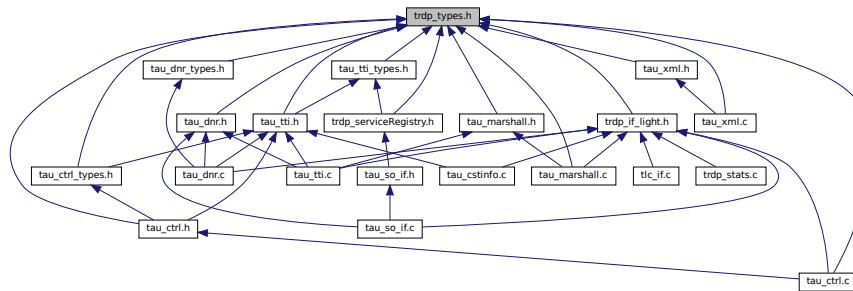 trdp_types.h
tau_dnr_types.h
tau_tti_types.h
tau_xml.h
tau_dnr.h
tau_tti.h
trdp_serviceRegistry.h
tau_marshall.h
trdp_if_light.h
tau_xml.c
tau_ctrl_types.h
tau_dnr.c
tau_tti.c
tau_so_if.h
tau_cstinfo.c
tau_marshall.c
tlc_if.c
trdp_stats.c
tau_ctrl.h
tau_so_if.c
tau_ctrl.c